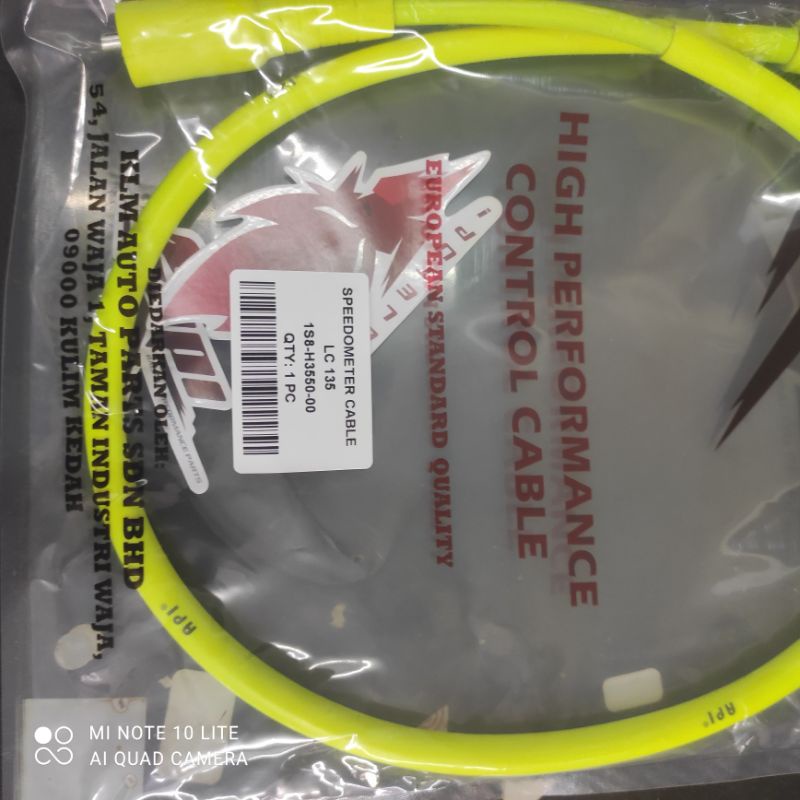 HIGH PERFORMANCE
CONTROL CABLE
EUROPEAN STANDARD QUALITY
SPEEDOMETER CABLE
LC 135
1S8-H3550-00
QTY: 1 PC
DIEDARKAN OLEH:
KLM AUTO PARTS SDN BHD
54, JALAN WAJA 1, TAMAN INDUSTRI WAJA,
09000 KULIM KEDAH
API®
API®
MI NOTE 10 LITE
AI QUAD CAMERA